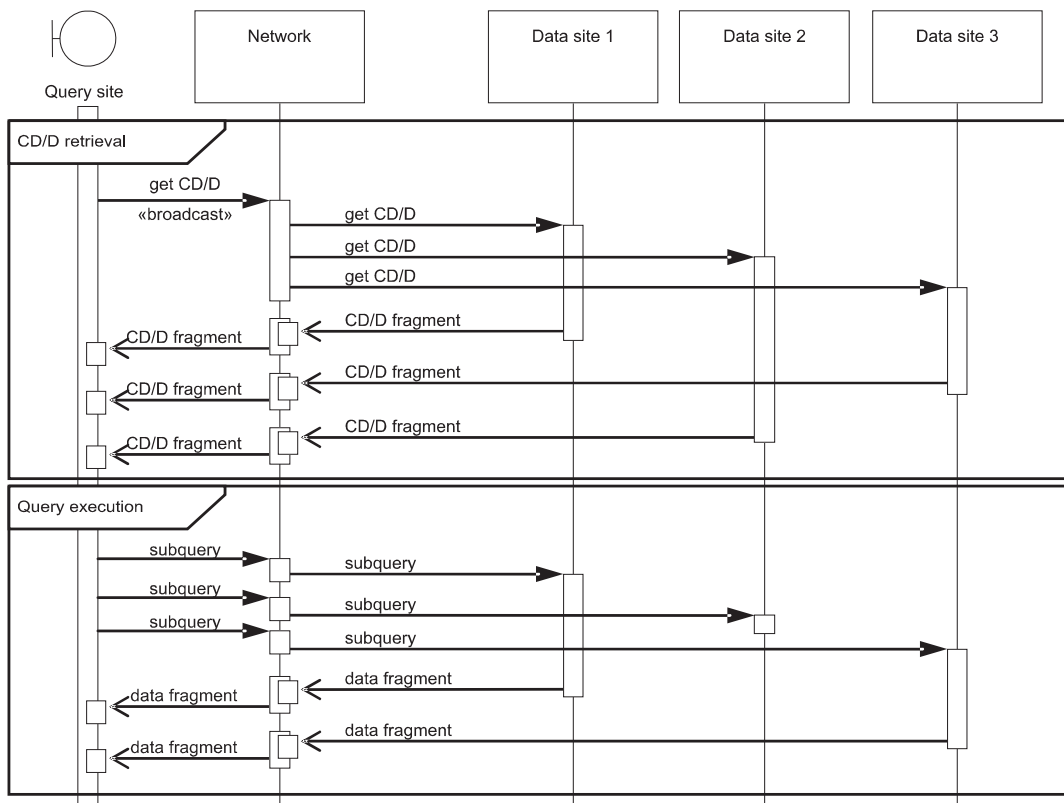 Network
Data site 1
Data site 2
Data site 3
Query site
CD/D retrieval
get CD/D
«broadcast»
get CD/D
get CD/D
get CD/D
CD/D fragment
CD/D fragment
CD/D fragment
CD/D fragment
CD/D fragment
CD/D fragment
Query execution
subquery
subquery
subquery
subquery
subquery
subquery
data fragment
data fragment
data fragment
data fragment